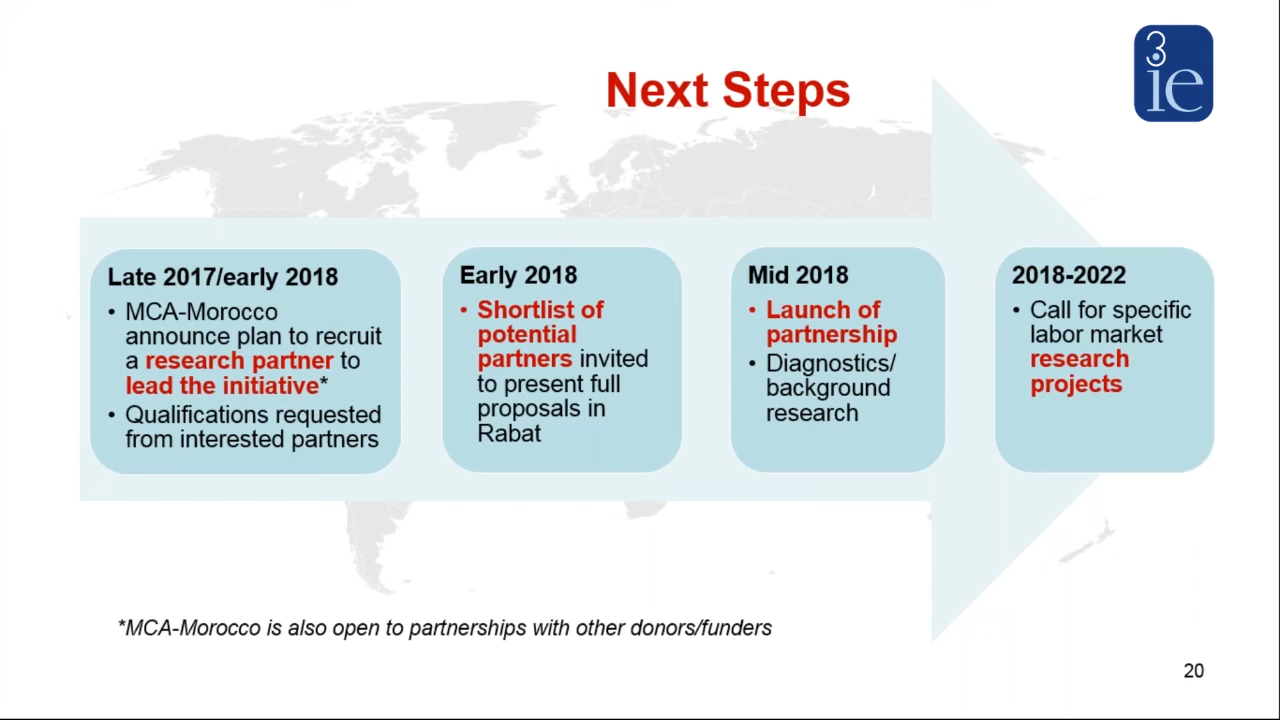 3
ie
Next Steps
Late 2017/early 2018
• MCA-Morocco
announce plan to recruit
a research partner to
lead the initiative*
• Qualifications requested
from interested partners
Early 2018
• Shortlist of
potential
partners invited
to present full
proposals in
Rabat
Mid 2018
• Launch of
partnership
• Diagnostics/
background
research
2018-2022
• Call for specific
labor market
research
projects
*MCA-Morocco is also open to partnerships with other donors/funders
20